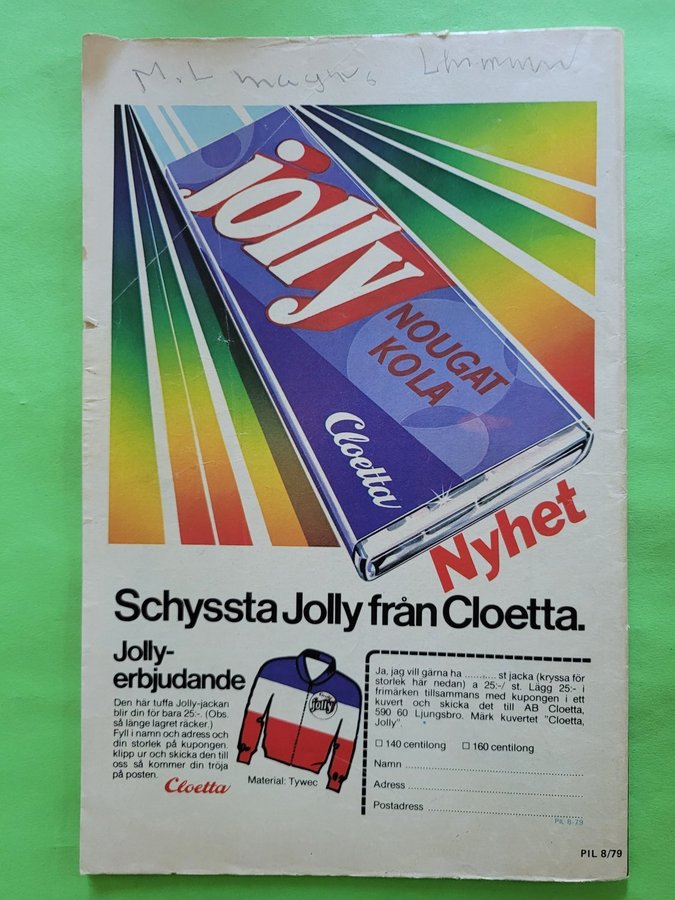 M.L magnus
jolly
NOUGAT
KOLA
Cloetta
Nyhet
Schyssta Jolly från Cloetta.
Jolly-
erbjudande
Den här tuffa Jolly-jackan
blir din för bara 25:-. (Obs.
så länge lagret räcker.)
Fyll i namn och adress och
din storlek på kupongen.
klipp ur och skicka den till
oss så kommer din tröja
på posten.
Cloetta
jolly
Material: Tywec
Ja, jag vill gärna ha .......... st jacka (kryssa för
storlek här nedan) a 25:-/ st. Lägg 25:- i
frimärken tillsammans med kupongen i ett
kuvert och skicka det till AB Cloetta,
590 60 Ljungsbro. Märk kuvertet "Cloetta,
Jolly".
140 centilong 160 centilong
Namn
Adress
Postadress
PIL 8-79
PIL 8/79